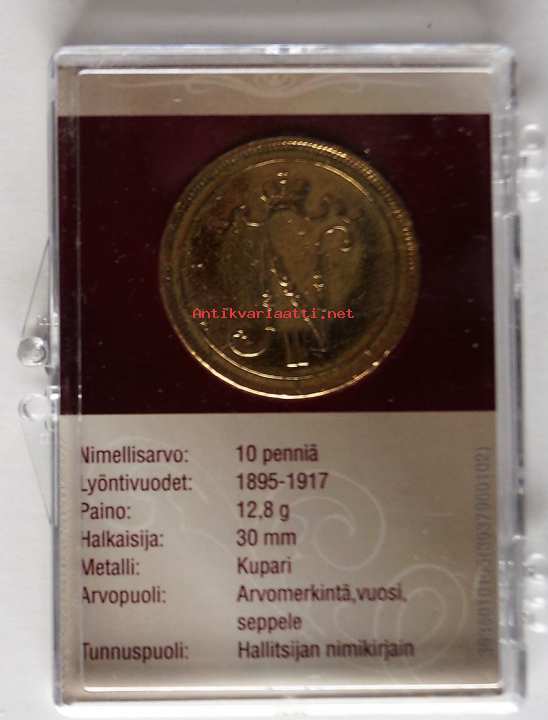 Antikvariaatti.net
Nimellisarvo: 10 penniä
Lyöntivuodet: 1895-1917
Paino: 12,8 g
Halkaisija: 30 mm
Metalli: Kupari
Arvopuoli: Arvomerkintä,vuosi,
seppele
Tunnuspuoli: Hallitsijan nimikirjain